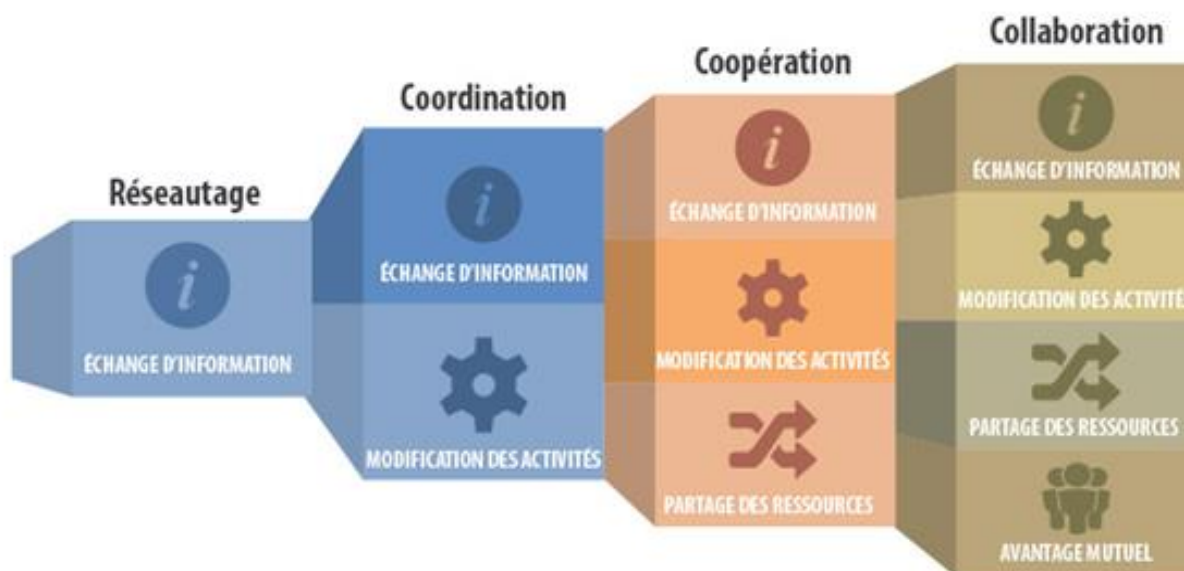 Réseautage
ÉCHANGE D'INFORMATION
Coordination
ÉCHANGE D'INFORMATION
MODIFICATION DES ACTIVITÉS
Coopération
ÉCHANGE D'INFORMATION
MODIFICATION DES ACTIVITÉS
PARTAGE DES RESSOURCES
Collaboration
ÉCHANGE D'INFORMATION
MODIFICATION DES ACTIVITÉ
PARTAGE DES RESSOURCES
AVANTAGE MUTUEL